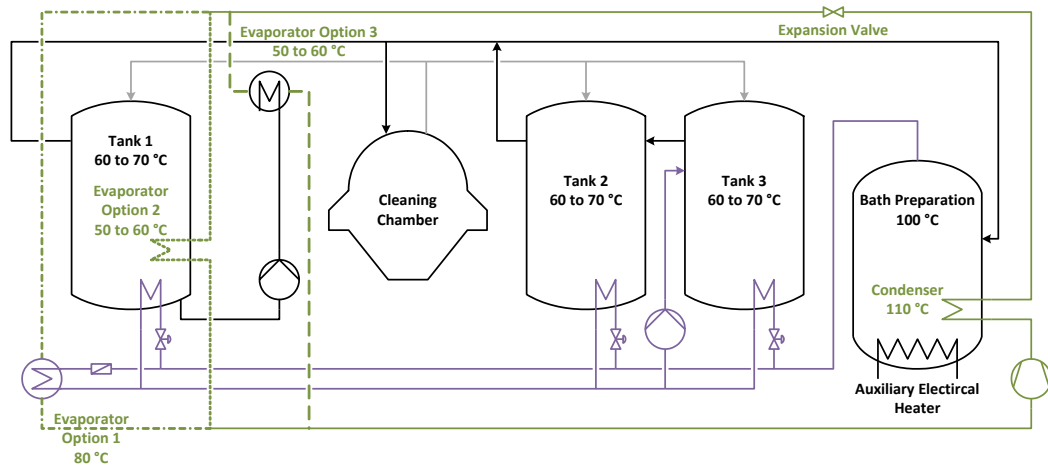 Evaporator Option 3
50 to 60 °C
Expansion Valve
Tank 1
60 to 70 °C
Evaporator
Option 2
50 to 60 °C
Cleaning
Chamber
Tank 2
60 to 70 °C
Tank 3
60 to 70 °C
Bath Preparation
100 °C
Condenser
110 °C
Auxiliary Electircal
Heater
Evaporator
Option 1
80 °C